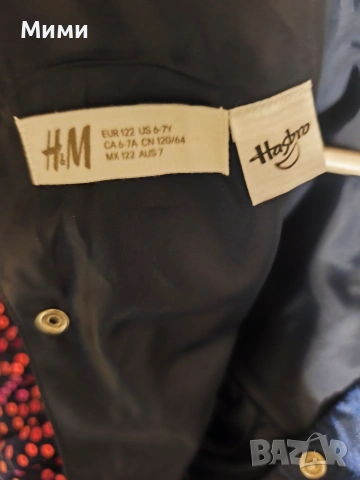 Мими
H&M
EUR 122 US 6-7Y
CA 6-7A CN 120/64
MX 122 AUS 7
Hasbro
BAZAR